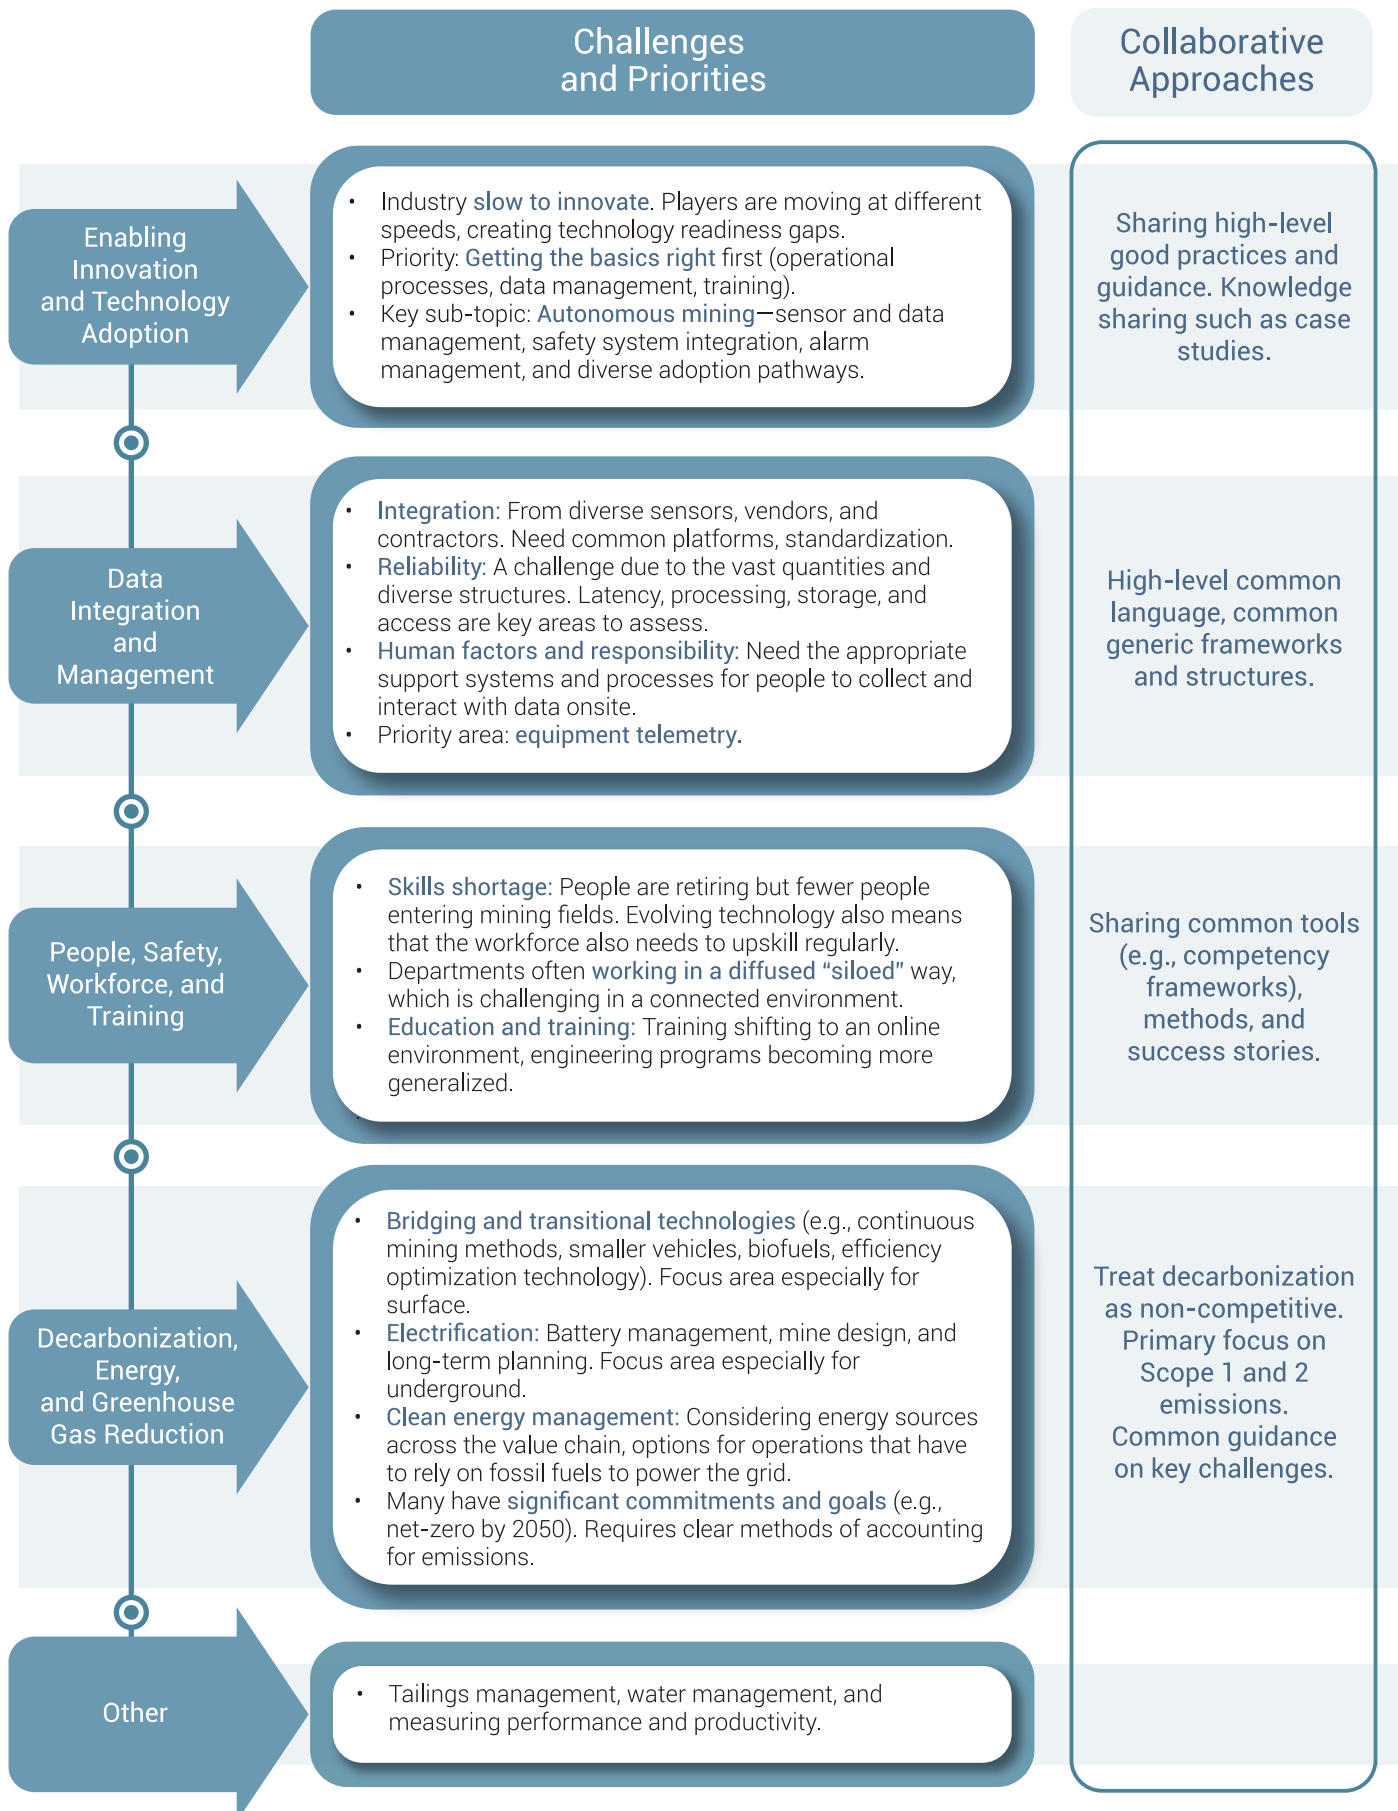 Challenges
and Priorities
Collaborative
Approaches
Enabling
Innovation
and Technology
Adoption
• Industry slow to innovate. Players are moving at different
speeds, creating technology readiness gaps.
• Priority: Getting the basics right first (operational
processes, data management, training).
• Key sub-topic: Autonomous mining—sensor and data
management, safety system integration, alarm
management, and diverse adoption pathways.
Sharing high-level
good practices and
guidance. Knowledge
sharing such as case
studies.
Data
Integration
and
Management
• Integration: From diverse sensors, vendors, and
contractors. Need common platforms, standardization.
• Reliability: A challenge due to the vast quantities and
diverse structures. Latency, processing, storage, and
access are key areas to assess.
• Human factors and responsibility: Need the appropriate
support systems and processes for people to collect and
interact with data onsite.
• Priority area: equipment telemetry.
High-level common
language, common
generic frameworks
and structures.
People, Safety,
Workforce, and
Training
• Skills shortage: People are retiring but fewer people
entering mining fields. Evolving technology also means
that the workforce also needs to upskill regularly.
• Departments often working in a diffused “siloed” way,
which is challenging in a connected environment.
• Education and training: Training shifting to an online
environment, engineering programs becoming more
generalized.
Sharing common tools
(e.g., competency
frameworks),
methods, and
success stories.
Decarbonization,
Energy,
and Greenhouse
Gas Reduction
• Bridging and transitional technologies (e.g., continuous
mining methods, smaller vehicles, biofuels, efficiency
optimization technology). Focus area especially for
surface.
• Electrification: Battery management, mine design, and
long-term planning. Focus area especially for
underground.
• Clean energy management: Considering energy sources
across the value chain, options for operations that have
to rely on fossil fuels to power the grid.
• Many have significant commitments and goals (e.g.,
net-zero by 2050). Requires clear methods of accounting
for emissions.
Treat decarbonization
as non-competitive.
Primary focus on
Scope 1 and 2
emissions.
Common guidance
on key challenges.
Other
• Tailings management, water management, and
measuring performance and productivity.